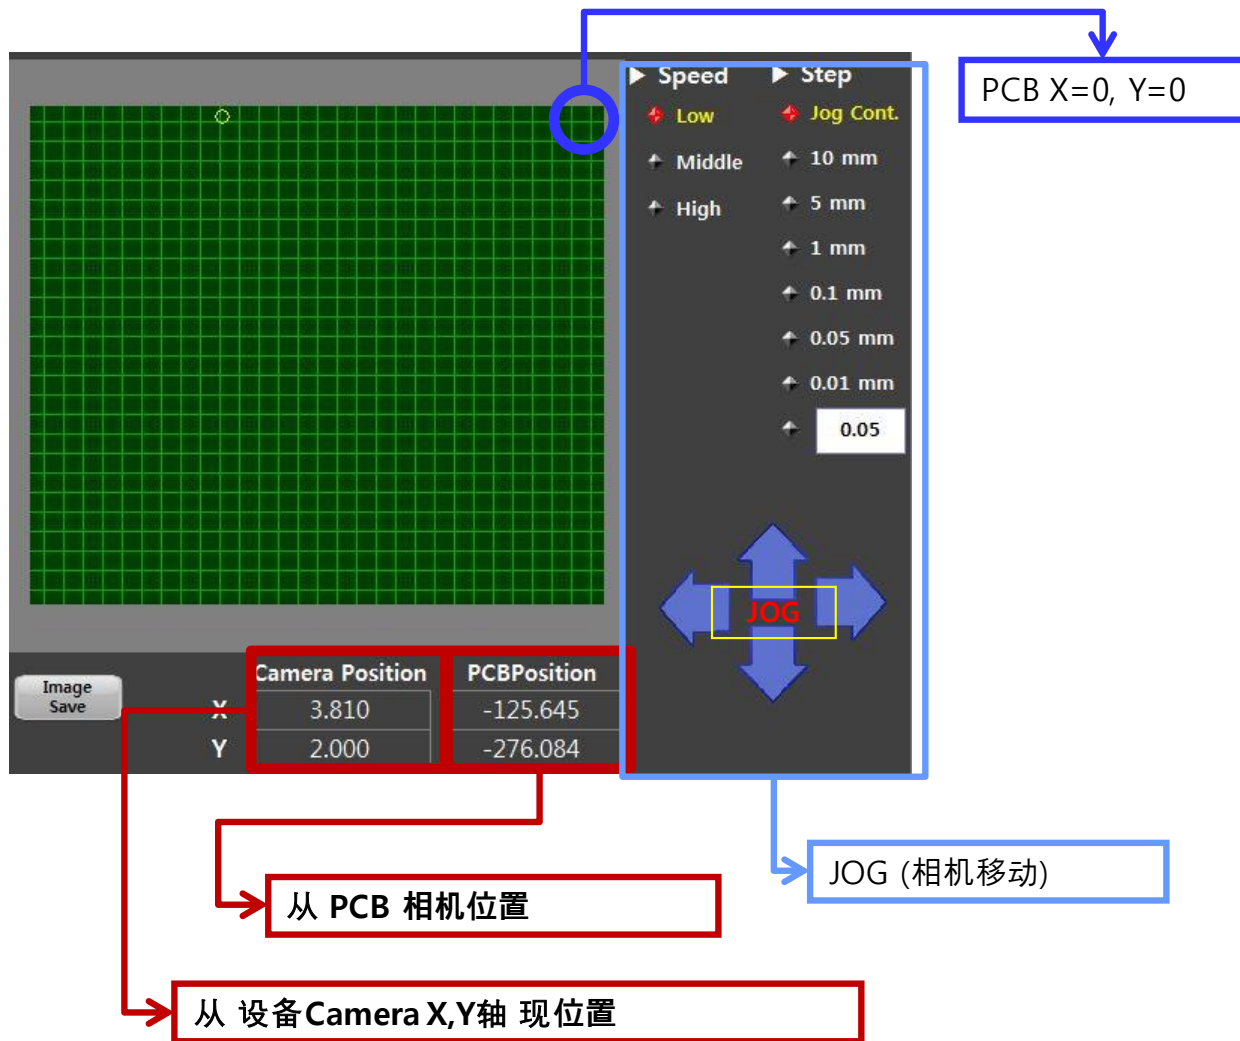 PCB X=0, Y=0
Speed
Low
Middle
High
Step
Jog Cont.
10 mm
5 mm
1 mm
0.1 mm
0.05 mm
0.01 mm
0.05
JOG
Image
Save
Camera Position PCBPosition
X 3.810 -125.645
Y 2.000 -276.084
JOG (相机移动)
从 PCB 相机位置
从 设备Camera X,Y轴 现位置